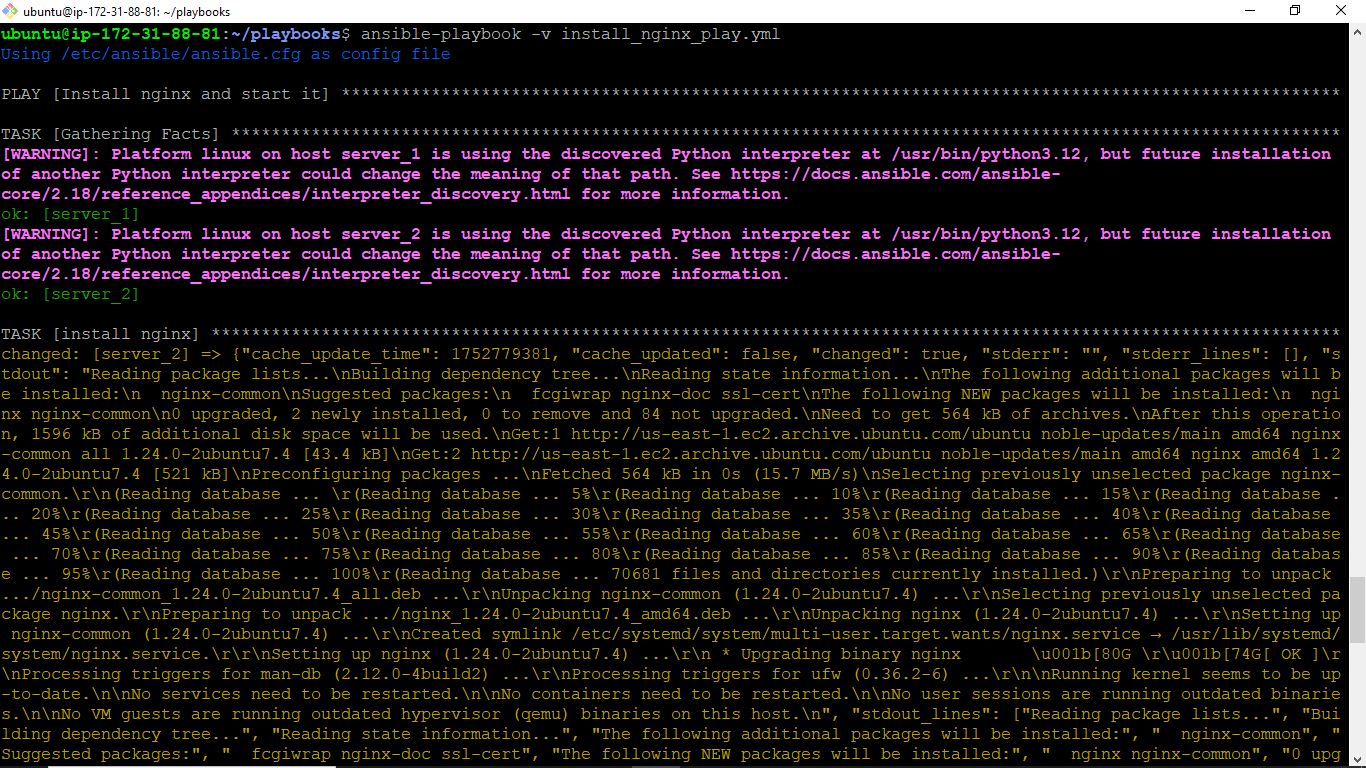 ubuntu@ip-172-31-88-81: ~/playbooks
ubuntu@ip-172-31-88-81:~/playbooks$ ansible-playbook -v install_nginx_play.yml
Using /etc/ansible/ansible.cfg as config file
PLAY [Install nginx and start it] ****************************************************************************************************
TASK [Gathering Facts] ***************************************************************************************************************
[WARNING]: Platform linux on host server_1 is using the discovered Python interpreter at /usr/bin/python3.12, but future installation
of another Python interpreter could change the meaning of that path. See https://docs.ansible.com/ansible-
core/2.18/reference_appendices/interpreter_discovery.html for more information.
ok: [server_1]
[WARNING]: Platform linux on host server_2 is using the discovered Python interpreter at /usr/bin/python3.12, but future installation
of another Python interpreter could change the meaning of that path. See https://docs.ansible.com/ansible-
core/2.18/reference_appendices/interpreter_discovery.html for more information.
ok: [server_2]
TASK [install nginx] *****************************************************************************************************************
changed: [server_2] => {"cache_update_time": 1752779381, "cache_updated": false, "changed": true, "stderr": "", "stderr_lines": [], "s
tdout": "Reading package lists...\nBuilding dependency tree...\nReading state information...\nThe following additional packages will b
e installed:\n  nginx-common\nSuggested packages:\n  fcgiwrap nginx-doc ssl-cert\nThe following NEW packages will be installed:\n  ngi
nx nginx-common\n0 upgraded, 2 newly installed, 0 to remove and 84 not upgraded.\nNeed to get 564 kB of archives.\nAfter this operatio
n, 1596 kB of additional disk space will be used.\nGet:1 http://us-east-1.ec2.archive.ubuntu.com/ubuntu noble-updates/main amd64 nginx
-common all 1.24.0-2ubuntu7.4 [43.4 kB]\nGet:2 http://us-east-1.ec2.archive.ubuntu.com/ubuntu noble-updates/main amd64 nginx amd64 1.2
4.0-2ubuntu7.4 [521 kB]\nPreconfiguring packages ...\nFetched 564 kB in 0s (15.7 MB/s)\nSelecting previously unselected package nginx-
common.\r\n(Reading database ... \r(Reading database ... 5%\r(Reading database ... 10%\r(Reading database ... 15%\r(Reading database .
.. 20%\r(Reading database ... 25%\r(Reading database ... 30%\r(Reading database ... 35%\r(Reading database ... 40%\r(Reading database
... 45%\r(Reading database ... 50%\r(Reading database ... 55%\r(Reading database ... 60%\r(Reading database ... 65%\r(Reading database
 ... 70%\r(Reading database ... 75%\r(Reading database ... 80%\r(Reading database ... 85%\r(Reading database ... 90%\r(Reading databas
e ... 95%\r(Reading database ... 100%\r(Reading database ... 70681 files and directories currently installed.)\r\nPreparing to unpack
.../nginx-common_1.24.0-2ubuntu7.4_all.deb ...\r\nUnpacking nginx-common (1.24.0-2ubuntu7.4) ...\r\nSelecting previously unselected pa
ckage nginx.\r\nPreparing to unpack .../nginx_1.24.0-2ubuntu7.4_amd64.deb ...\r\nUnpacking nginx (1.24.0-2ubuntu7.4) ...\r\nSetting up
 nginx-common (1.24.0-2ubuntu7.4) ...\r\nCreated symlink /etc/systemd/system/multi-user.target.wants/nginx.service → /usr/lib/systemd/
system/nginx.service.\r\r\nSetting up nginx (1.24.0-2ubuntu7.4) ...\r\n * Upgrading binary nginx       \u001b[80G \r\u001b[74G[ OK ]\r
\nProcessing triggers for man-db (2.12.0-4build2) ...\r\nProcessing triggers for ufw (0.36.2-6) ...\r\n\nRunning kernel seems to be up
-to-date.\n\nNo services need to be restarted.\n\nNo containers need to be restarted.\n\nNo user sessions are running outdated binarie
s.\n\nNo VM guests are running outdated hypervisor (qemu) binaries on this host.\n", "stdout_lines": ["Reading package lists...", "Bui
lding dependency tree...", "Reading state information...", "The following additional packages will be installed:", "  nginx-common", "
Suggested packages:", "  fcgiwrap nginx-doc ssl-cert", "The following NEW packages will be installed:", "  nginx nginx-common", "0 upg